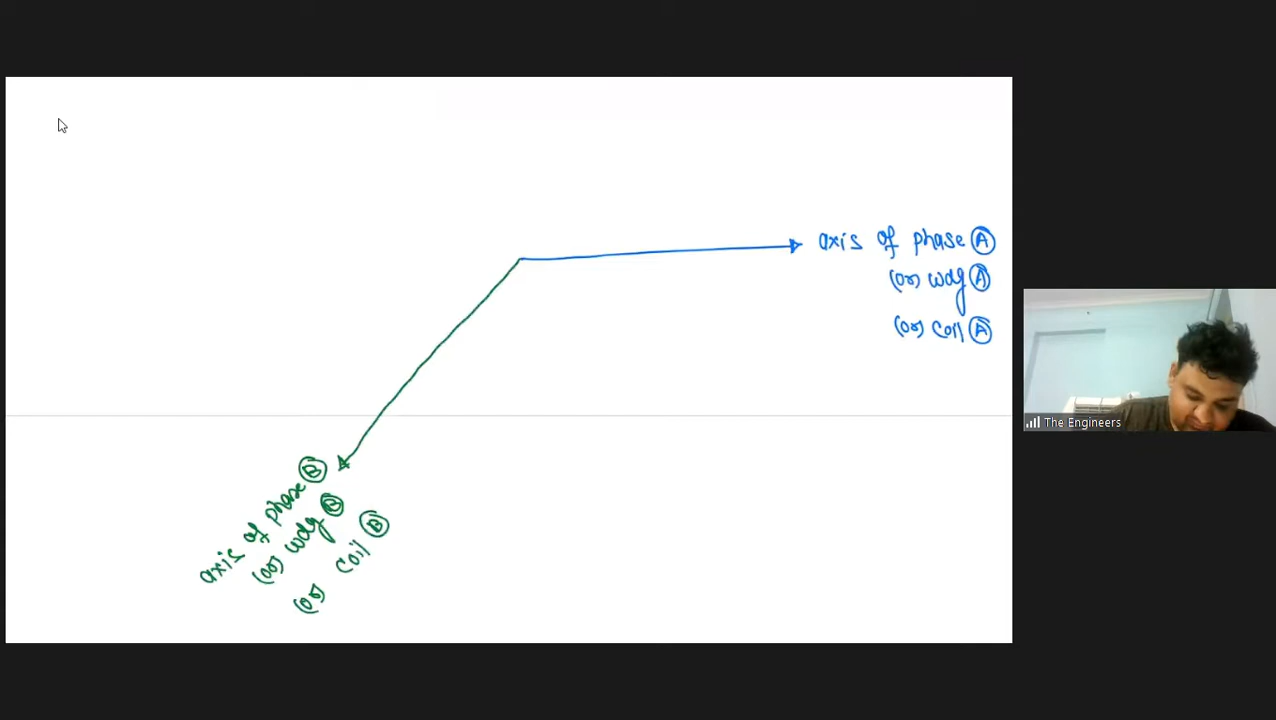 axis of phase A
(or) wdg A
(or) coil A
axis of phase B
(or) wdg B
(or) coil B
The Engineers